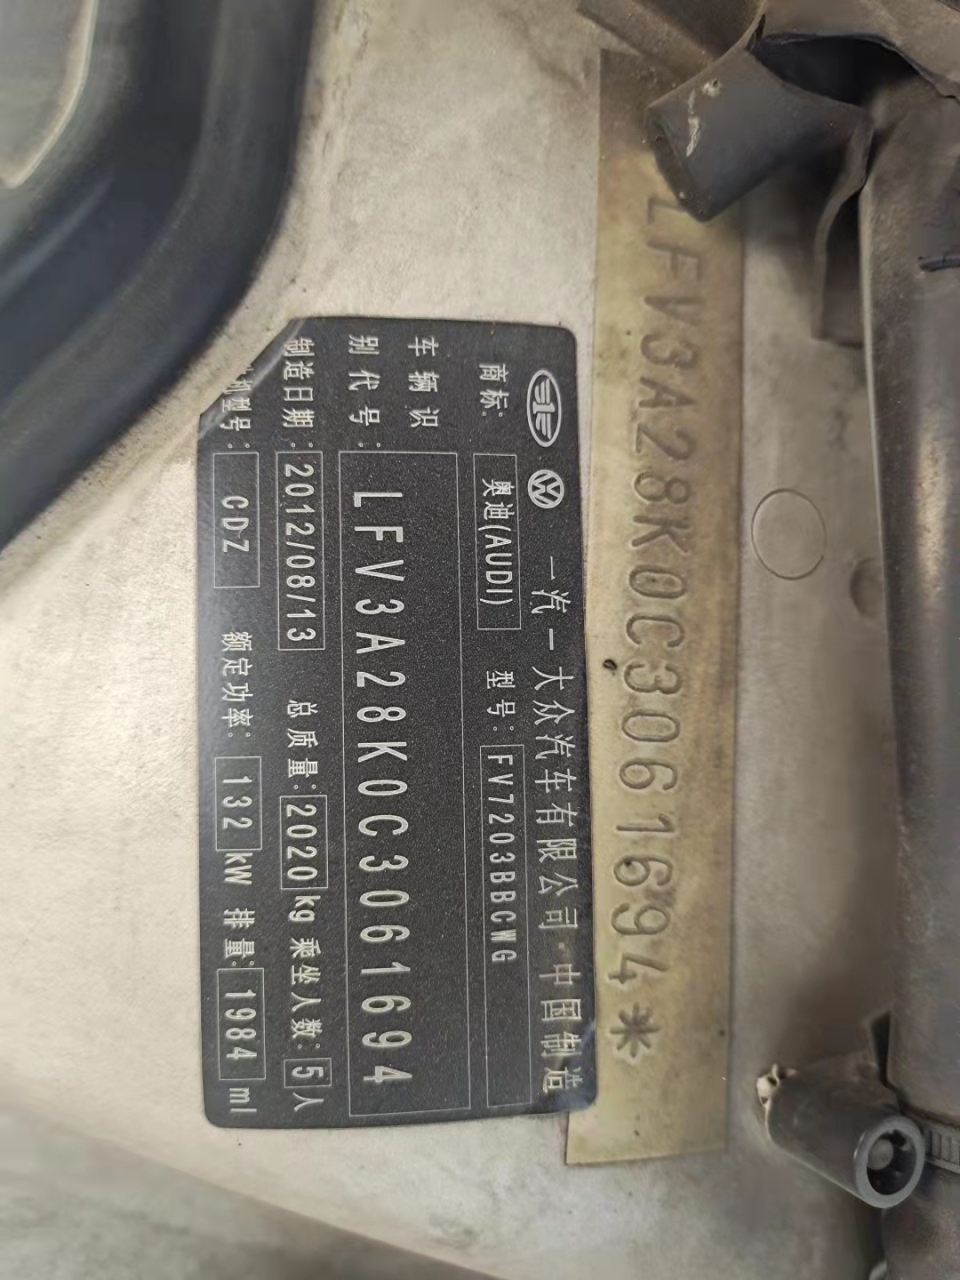 LFV3A28K0C3061694*
一汽一大众汽车有限公司·中国制造
商标: 奥迪(AUDI) 型号: FV7203BBCWG
车辆识别代号: LFV3A28K0C3061694
制造日期: 2012/08/13 总质量: 2020 kg 乘坐人数: 5 人
机型号: CDZ 额定功率: 132 kW 排量: 1984 ml